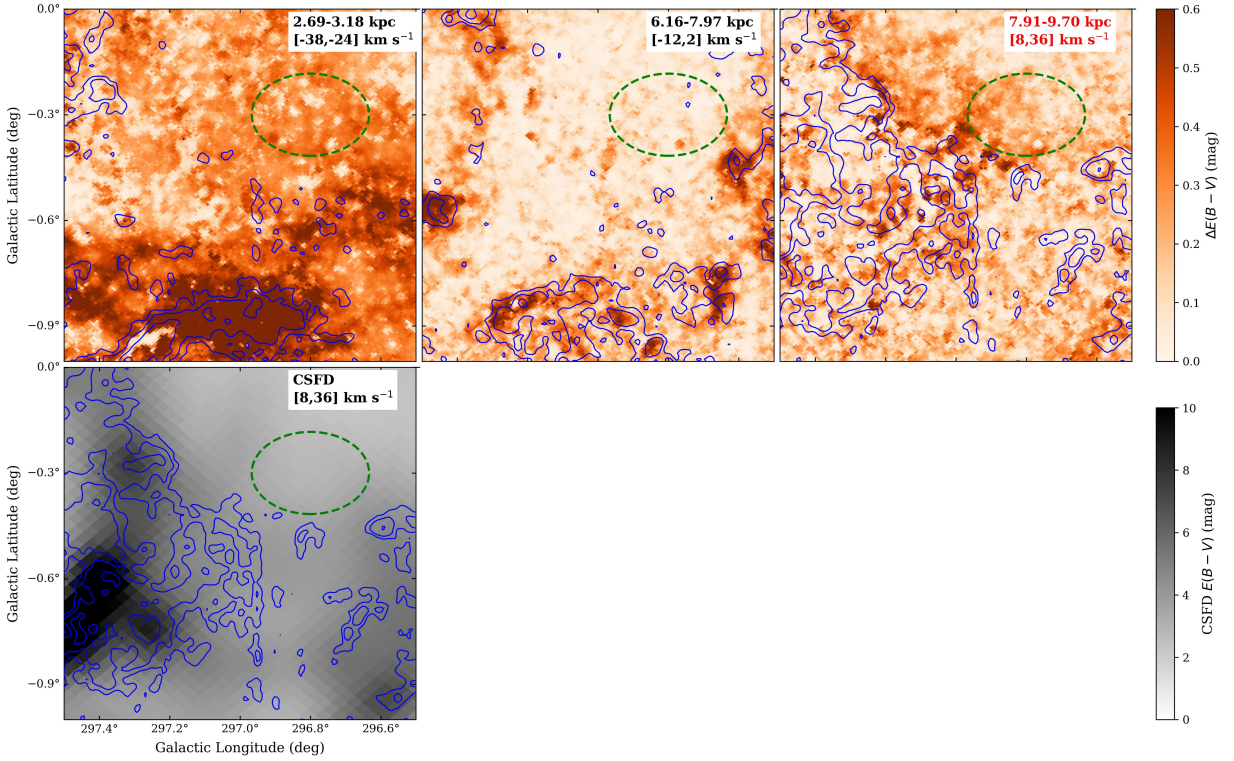 2.69-3.18 kpc
[-38,-24] km s⁻¹
6.16-7.97 kpc
[-12,2] km s⁻¹
7.91-9.70 kpc
[8,36] km s⁻¹
0.0°
−0.3°
−0.6°
−0.9°
Galactic Latitude (deg)
0.6
0.5
0.4
0.3
0.2
0.1
0.0
ΔE(B − V) (mag)
CSFD
[8,36] km s⁻¹
0.0°
−0.3°
−0.6°
−0.9°
Galactic Latitude (deg)
297.4° 297.2° 297.0° 296.8° 296.6°
Galactic Longitude (deg)
10
8
6
4
2
0
CSFD E(B − V) (mag)